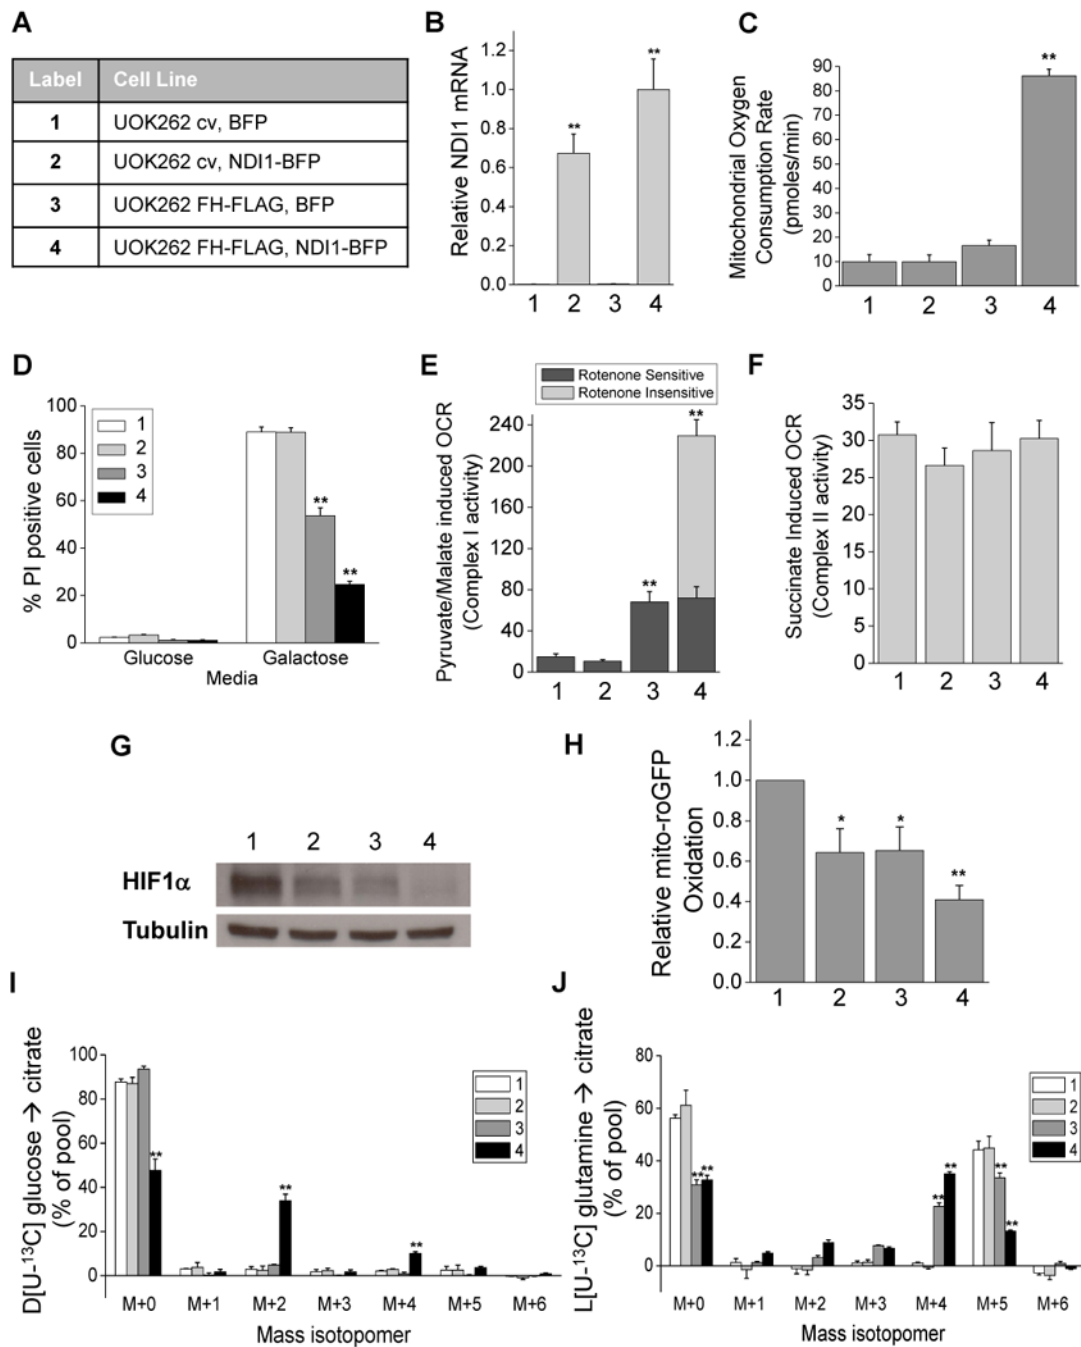 A
Label Cell Line
1 UOK262 cv, BFP
2 UOK262 cv, NDI1-BFP
3 UOK262 FH-FLAG, BFP
4 UOK262 FH-FLAG, NDI1-BFP
B
Relative NDI1 mRNA
1.2
1.0
0.8
0.6
0.4
0.2
0.0
**
**
1 2 3 4
C
Mitochondrial Oxygen
Consumption Rate
(pmoles/min)
90
80
70
60
50
40
30
20
10
0
**
1 2 3 4
D
% PI positive cells
100
80
60
40
20
0
1
2
3
4
**
**
Glucose Galactose
Media
E
Rotenone Sensitive
Rotenone Insensitive
Pyruvate/Malate induced OCR
(Complex I activity)
240
200
160
120
80
40
0
**
**
1 2 3 4
F
Succinate Induced OCR
(Complex II activity)
35
30
25
20
15
10
5
0
1 2 3 4
G
1 2 3 4
HIF1α
Tubulin
H
Relative mito-roGFP
Oxidation
1.2
1.0
0.8
0.6
0.4
0.2
0.0
*
*
**
1 2 3 4
I
D[U-¹³C] glucose → citrate
(% of pool)
100
80
60
40
20
0
1
2
3
4
**
**
**
M+0 M+1 M+2 M+3 M+4 M+5 M+6
Mass isotopomer
J
L[U-¹³C] glutamine → citrate
(% of pool)
80
60
40
20
0
1
2
3
4
** **
**
**
**
**
M+0 M+1 M+2 M+3 M+4 M+5 M+6
Mass isotopomer